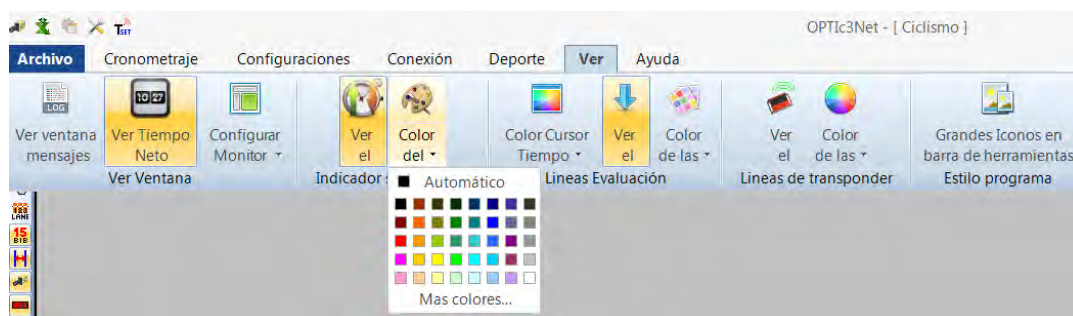 TSET
OPTIc3Net - [ Ciclismo ]
Archivo Cronometraje Configuraciones Conexión Deporte Ver Ayuda
LOG 10 27
Ver ventana Ver Tiempo Configurar Ver Color Color Cursor Ver Color Ver Color Grandes Iconos en
mensajes Neto Monitor el del Tiempo el de las el de las barra de herramientas
Ver Ventana Indicador Lineas Evaluación Lineas de transponder Estilo programa
Automático
123
LANE
15
BIB
Mas colores...